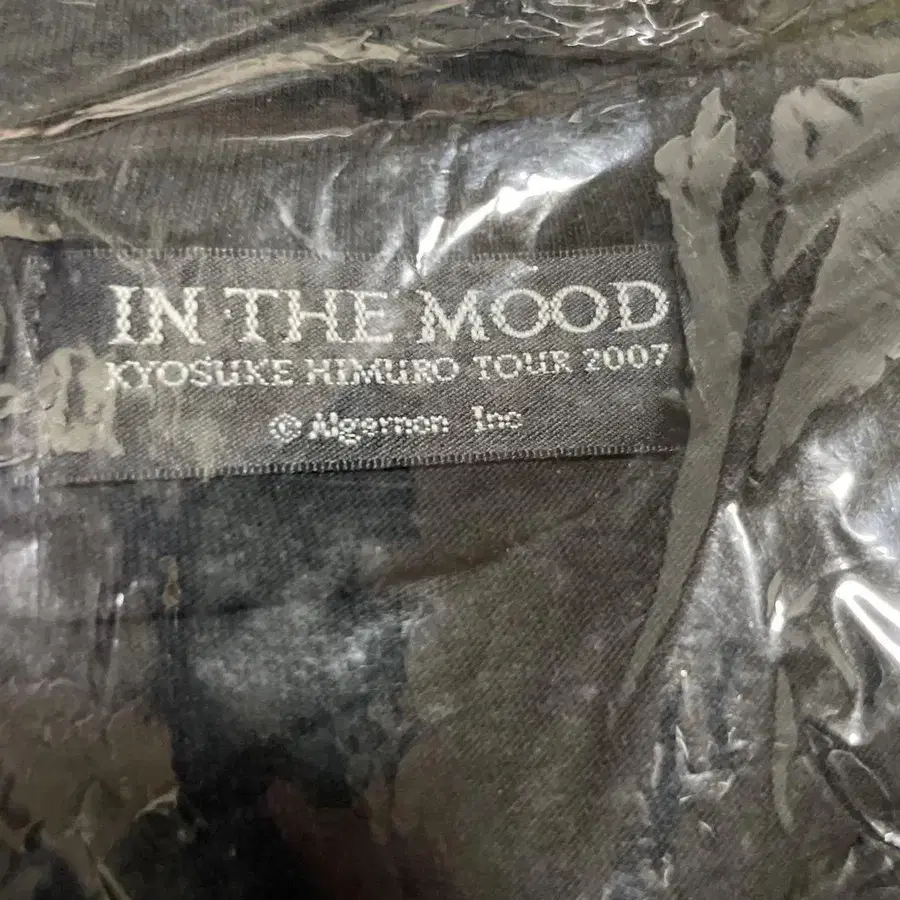 IN THE MOOD
KYOSUKE HIMURO TOUR 2007
© Algernon Inc